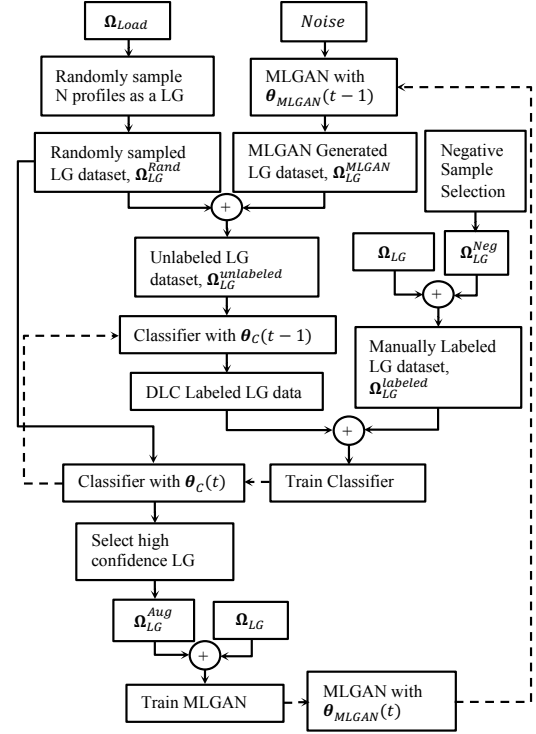 Ω_Load
Noise
Randomly sample
N profiles as a LG
MLGAN with
θ_MLGAN(t−1)
Randomly sampled
LG dataset, Ω_LG^Rand
MLGAN Generated
LG dataset, Ω_LG^MLGAN
Negative
Sample
Selection
+
Unlabeled LG
dataset, Ω_LG^unlabeled
Ω_LG
Ω_LG^Neg
+
Classifier with θ_C(t−1)
Manually Labeled
LG dataset,
Ω_LG^labeled
DLC Labeled LG data
+
Classifier with θ_C(t)
Train Classifier
Select high
confidence LG
Ω_LG^Aug
Ω_LG
+
Train MLGAN
MLGAN with
θ_MLGAN(t)